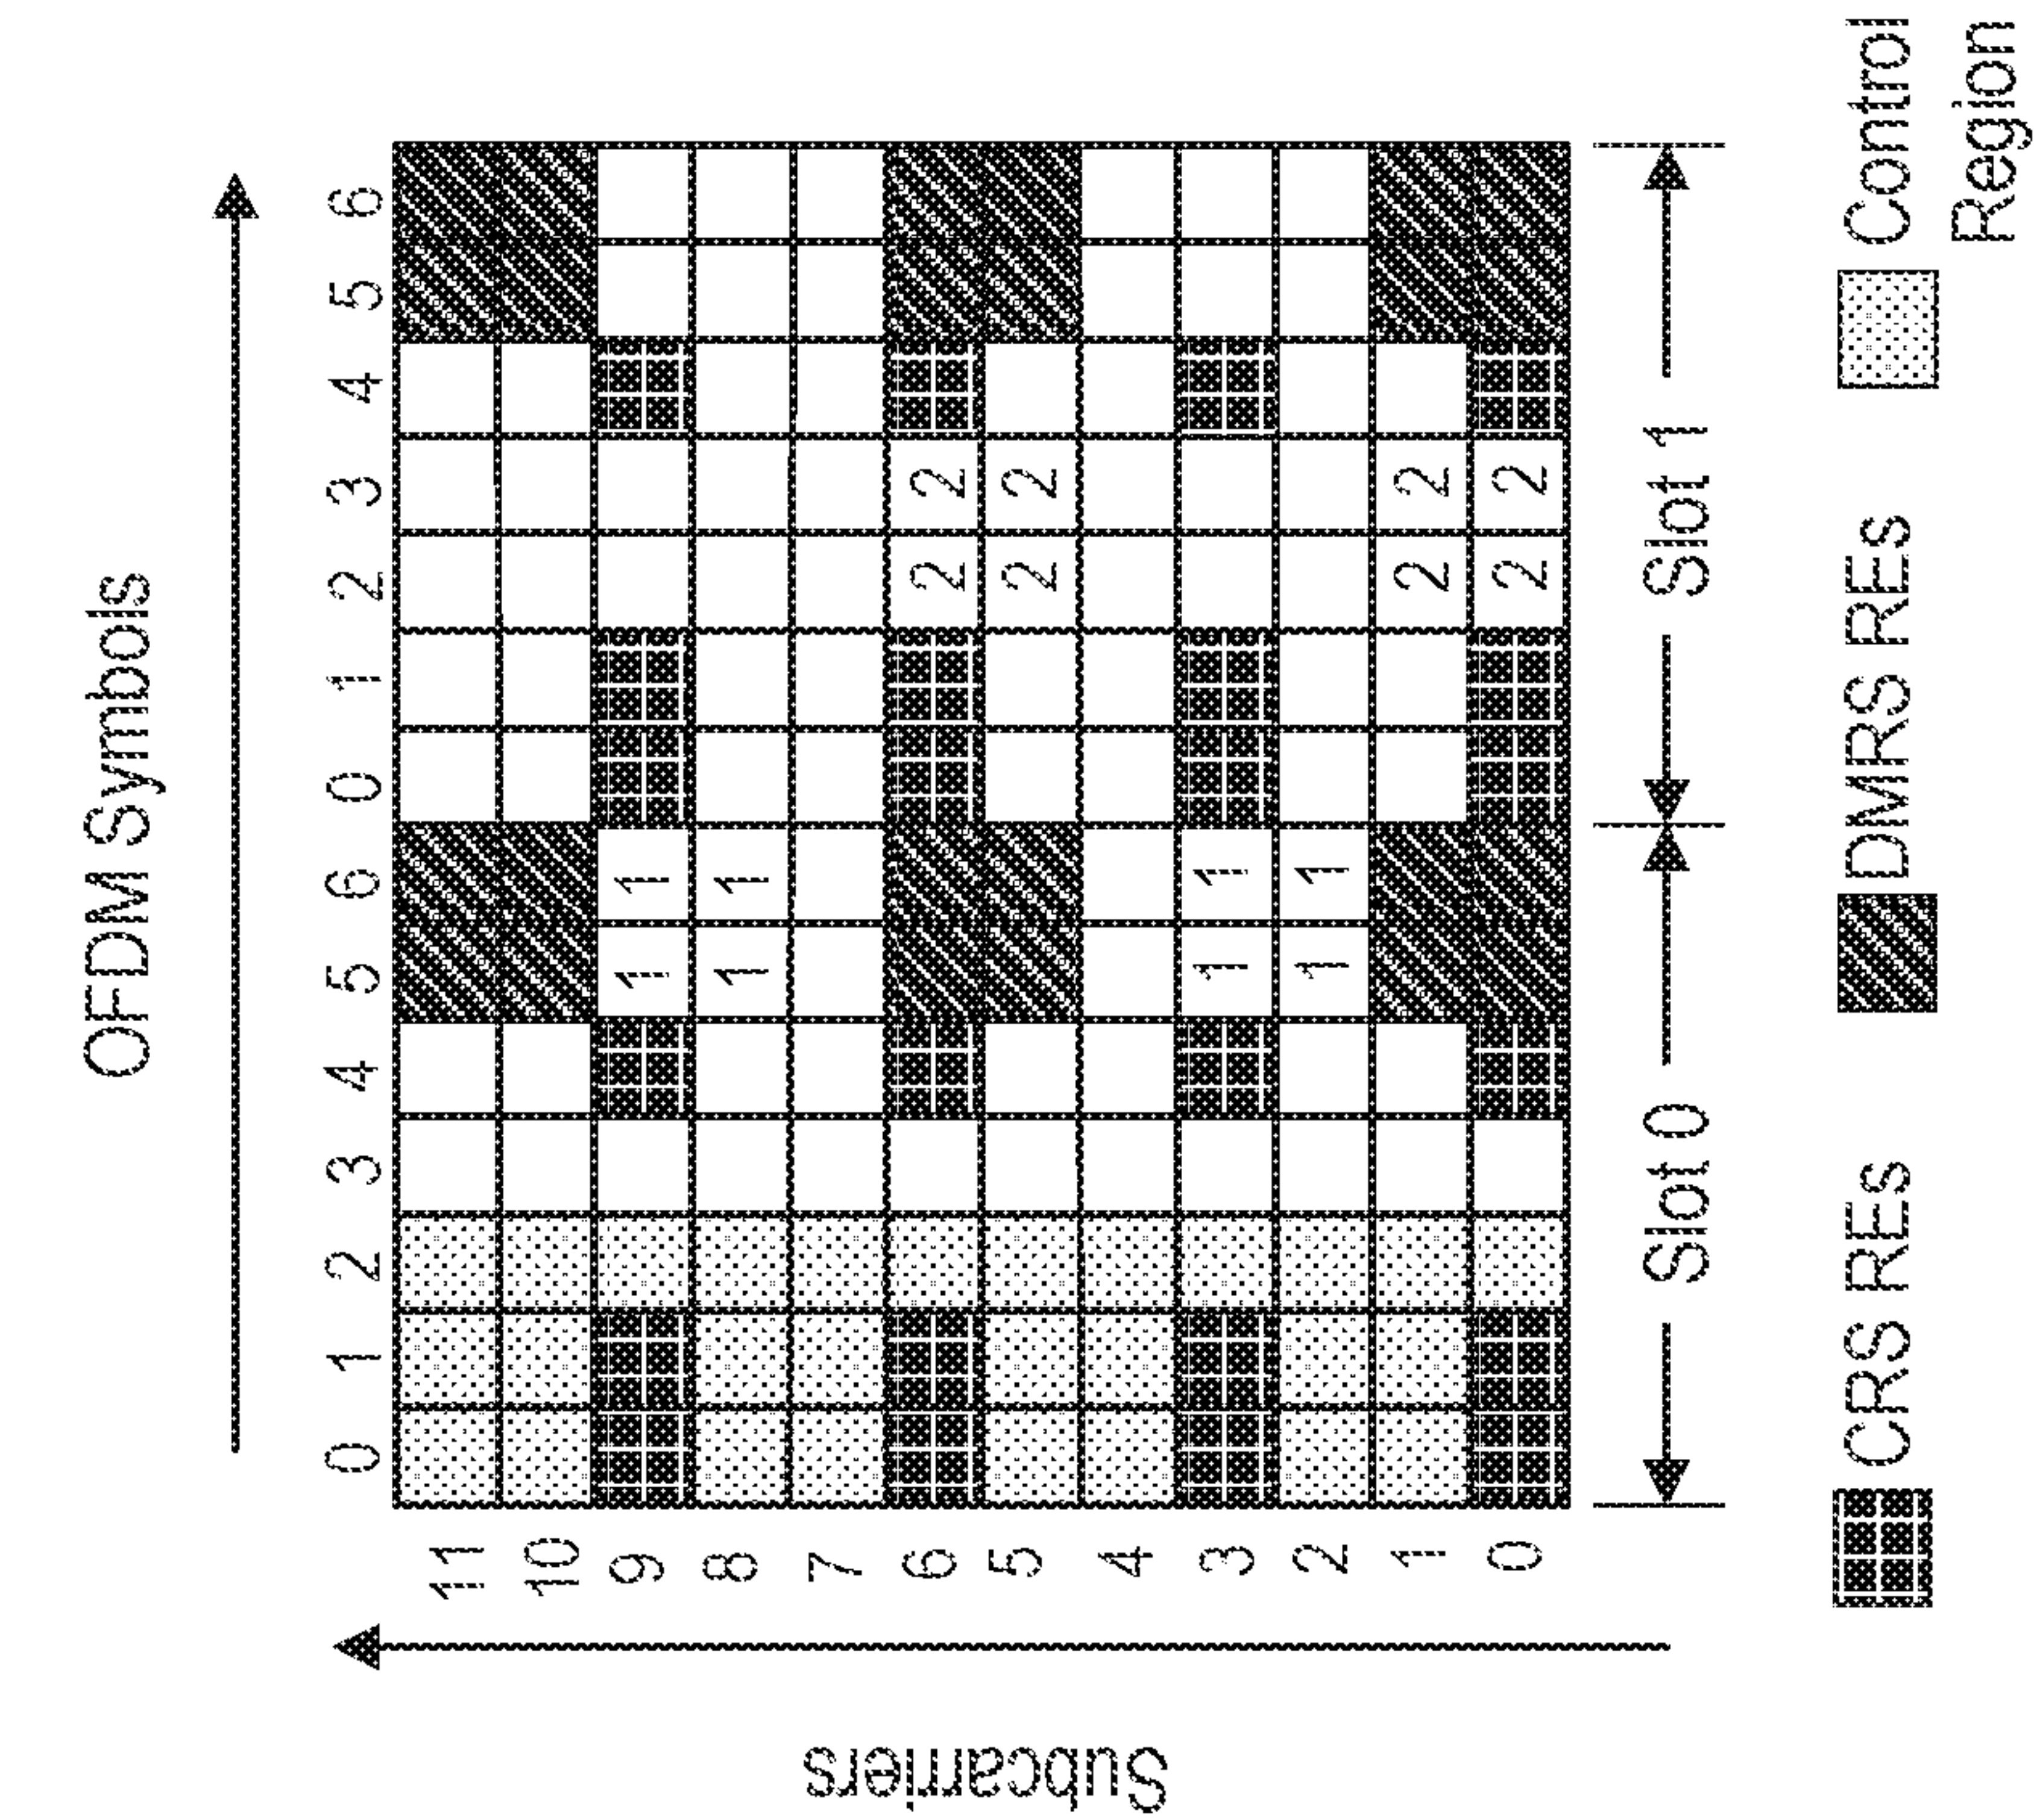 OFDM Symbols
0 1 2 3 4 5 6 0 1 2 3 4 5 6
Subcarriers
11
10
9 1 1
8 1 1
7
6 2 2
5 2 2
4
3 1 1
2 1 1
1 2 2
0 2 2
Slot 0 Slot 1
CRS REs DMRS REs Control
Region